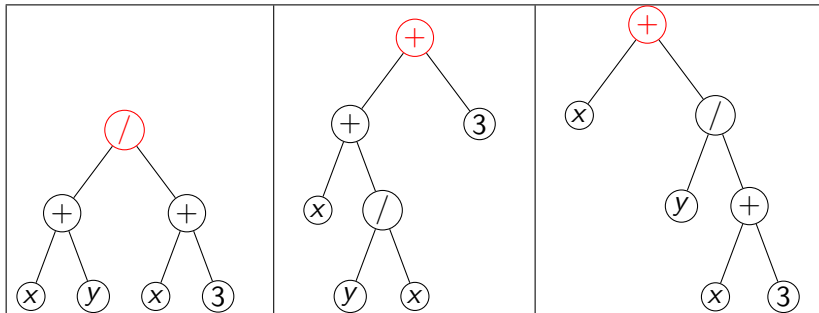 /
+ +
x y x 3
+
+ 3
x /
y x
+
x /
y +
x 3